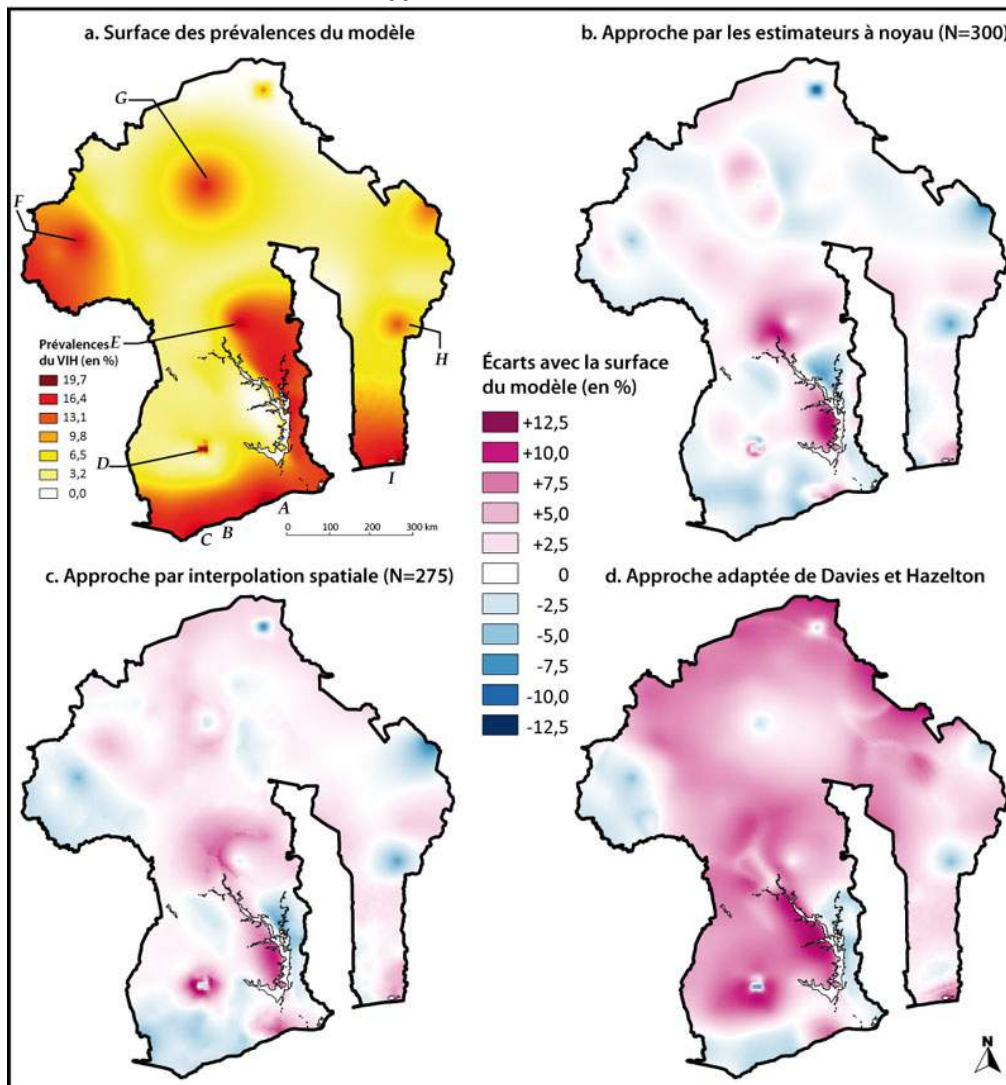 a. Surface des prévalences du modèle
b. Approche par les estimateurs à noyau (N=300)
G
F
E
H
D
I
A
B
C
Prévalences
du VIH (en %)
19,7
16,4
13,1
9,8
6,5
3,2
0,0
0 100 200 300 km
Écarts avec la surface
du modèle (en %)
+12,5
+10,0
+7,5
+5,0
+2,5
0
-2,5
-5,0
-7,5
-10,0
-12,5
c. Approche par interpolation spatiale (N=275)
d. Approche adaptée de Davies et Hazelton
N